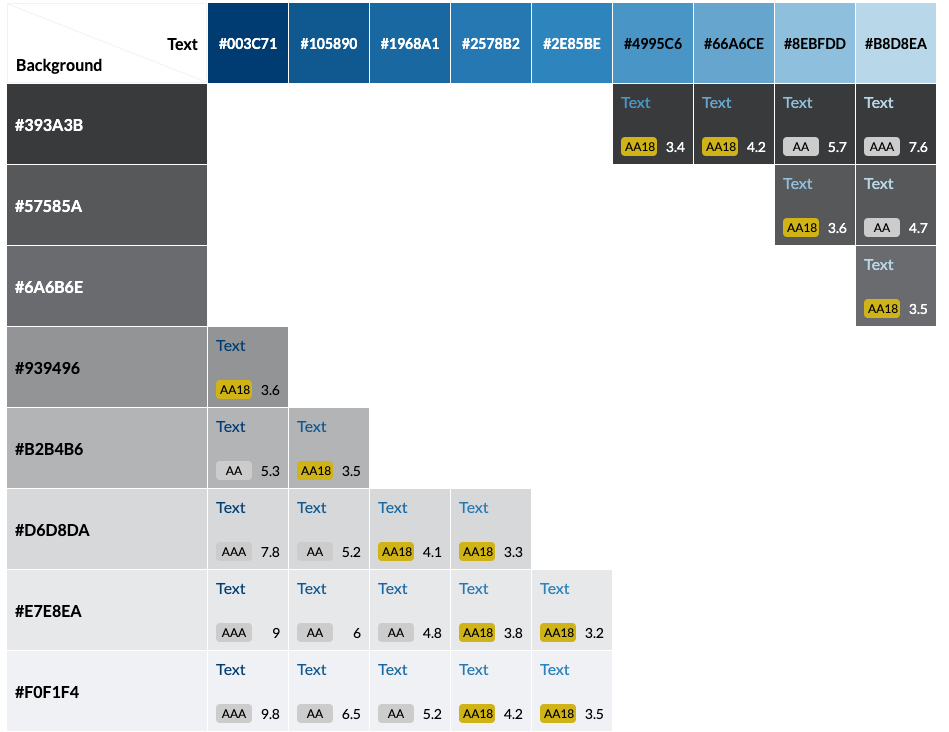 Text #003C71 #105890 #1968A1 #2578B2 #2E85BE #4995C6 #66A6CE #8EBFDD #B8D8EA
Background
Text Text Text Text
#393A3B
AA18 3.4 AA18 4.2 AA 5.7 AAA 7.6
Text Text
#57585A
AA18 3.6 AA 4.7
Text
#6A6B6E
AA18 3.5
Text
#939496
AA18 3.6
Text Text
#B2B4B6
AA 5.3 AA18 3.5
Text Text Text Text
#D6D8DA
AAA 7.8 AA 5.2 AA18 4.1 AA18 3.3
Text Text Text Text Text
#E7E8EA
AAA 9 AA 6 AA 4.8 AA18 3.8 AA18 3.2
Text Text Text Text Text
#F0F1F4
AAA 9.8 AA 6.5 AA 5.2 AA18 4.2 AA18 3.5